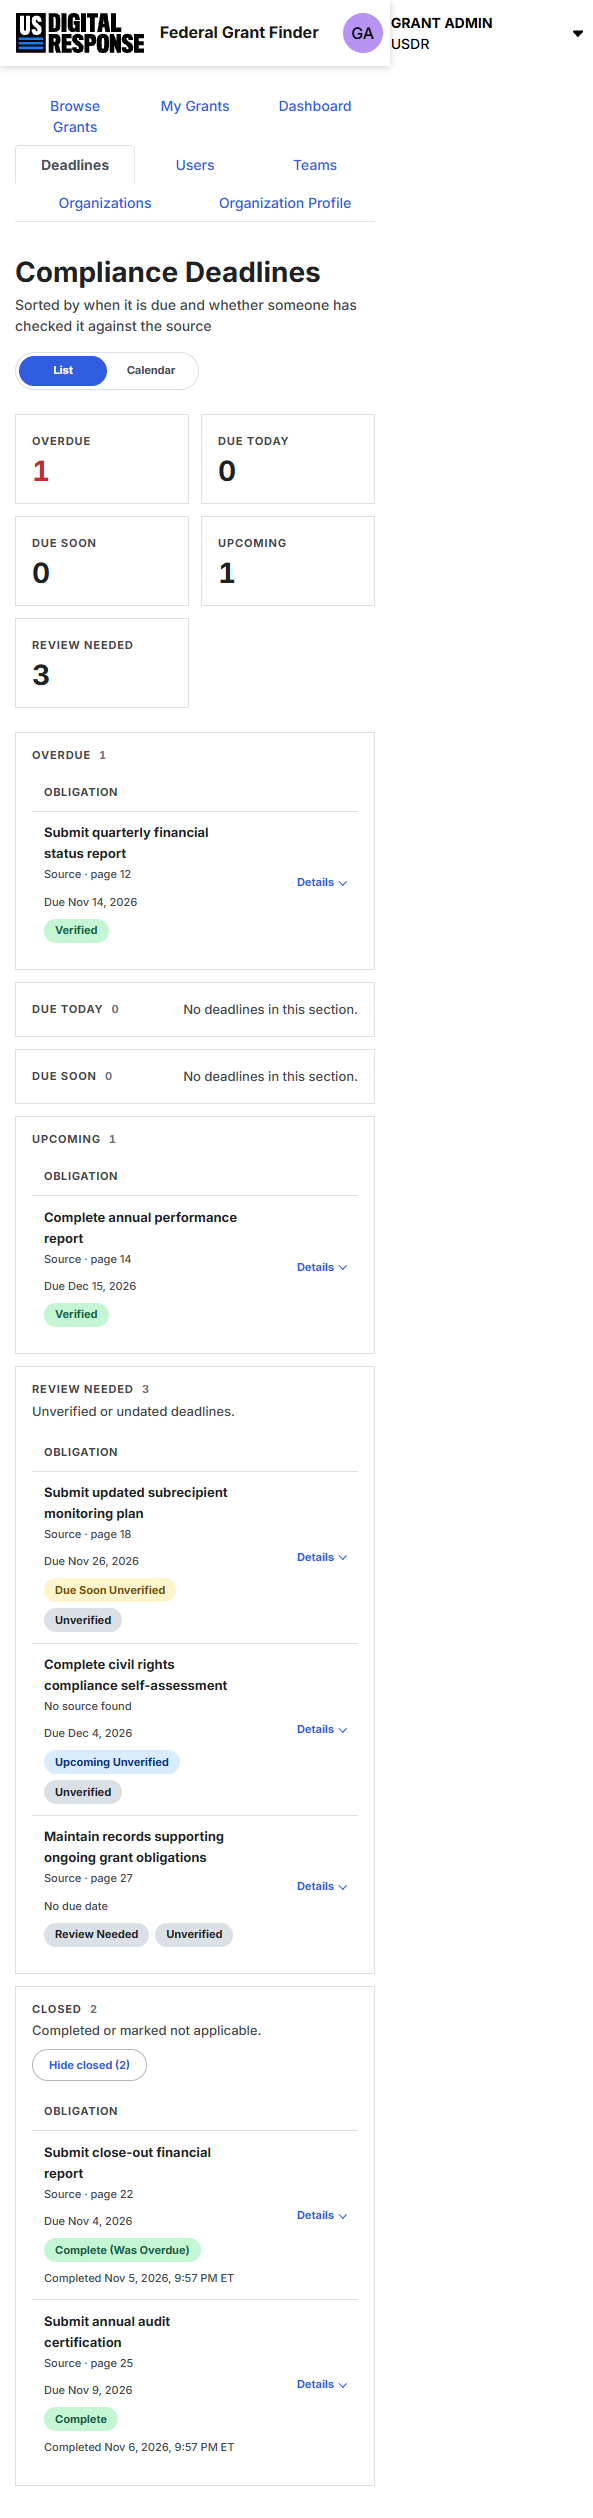 US DIGITAL
RESPONSE
Federal Grant Finder
GA
GRANT ADMIN
USDR
Browse
Grants
My Grants
Dashboard
Deadlines
Users
Teams
Organizations
Organization Profile
Compliance Deadlines
Sorted by when it is due and whether someone has
checked it against the source
List
Calendar
OVERDUE
1
DUE TODAY
0
DUE SOON
0
UPCOMING
1
REVIEW NEEDED
3
OVERDUE 1
OBLIGATION
Submit quarterly financial
status report
Source · page 12
Due Nov 14, 2026
Verified
Details
DUE TODAY 0
No deadlines in this section.
DUE SOON 0
No deadlines in this section.
UPCOMING 1
OBLIGATION
Complete annual performance
report
Source · page 14
Due Dec 15, 2026
Verified
Details
REVIEW NEEDED 3
Unverified or undated deadlines.
OBLIGATION
Submit updated subrecipient
monitoring plan
Source · page 18
Due Nov 26, 2026
Due Soon Unverified
Unverified
Details
Complete civil rights
compliance self-assessment
No source found
Due Dec 4, 2026
Upcoming Unverified
Unverified
Details
Maintain records supporting
ongoing grant obligations
Source · page 27
No due date
Review Needed Unverified
Details
CLOSED 2
Completed or marked not applicable.
Hide closed (2)
OBLIGATION
Submit close-out financial
report
Source · page 22
Due Nov 4, 2026
Complete (Was Overdue)
Completed Nov 5, 2026, 9:57 PM ET
Details
Submit annual audit
certification
Source · page 25
Due Nov 9, 2026
Complete
Completed Nov 6, 2026, 9:57 PM ET
Details